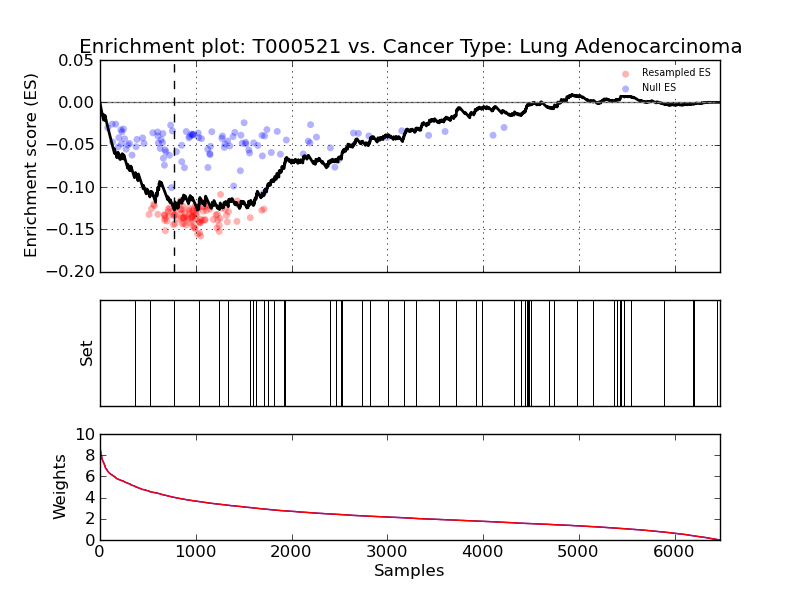 Enrichment plot: T000521 vs. Cancer Type: Lung Adenocarcinoma
Enrichment score (ES)
0.05
0.00
−0.05
−0.10
−0.15
−0.20
Resampled ES
Null ES
Set
Weights
10
8
6
4
2
0
0 1000 2000 3000 4000 5000 6000
Samples